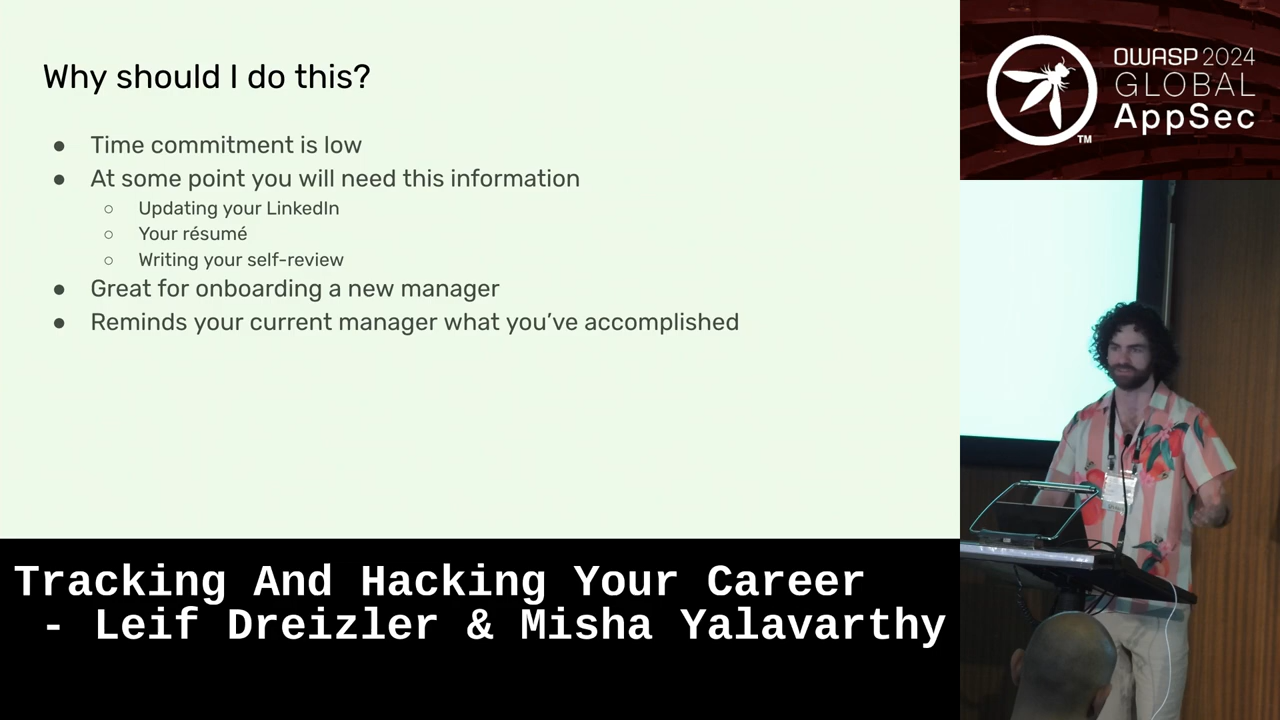 Why should I do this?
● Time commitment is low
● At some point you will need this information
○ Updating your LinkedIn
○ Your résumé
○ Writing your self-review
● Great for onboarding a new manager
● Reminds your current manager what you’ve accomplished
OWASP 2024
GLOBAL
AppSec
TM
Tracking And Hacking Your Career
- Leif Dreizler & Misha Yalavarthy